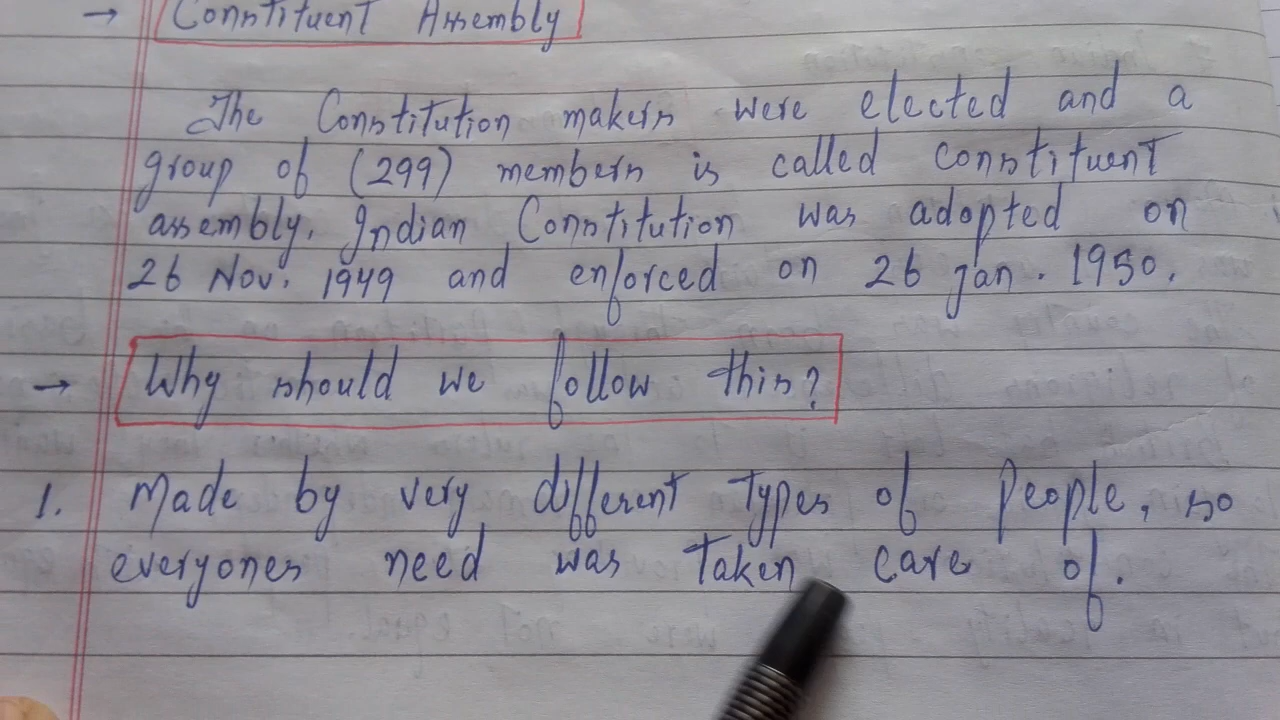 → Constituent Assembly
The Constitution makers were elected and a
group of (299) members is called constituent
assembly. Indian Constitution was adopted on
26 Nov. 1949 and enforced on 26 Jan. 1950.
→ Why should we follow this?
1. Made by very different types of people, so
everyones need was taken care of.